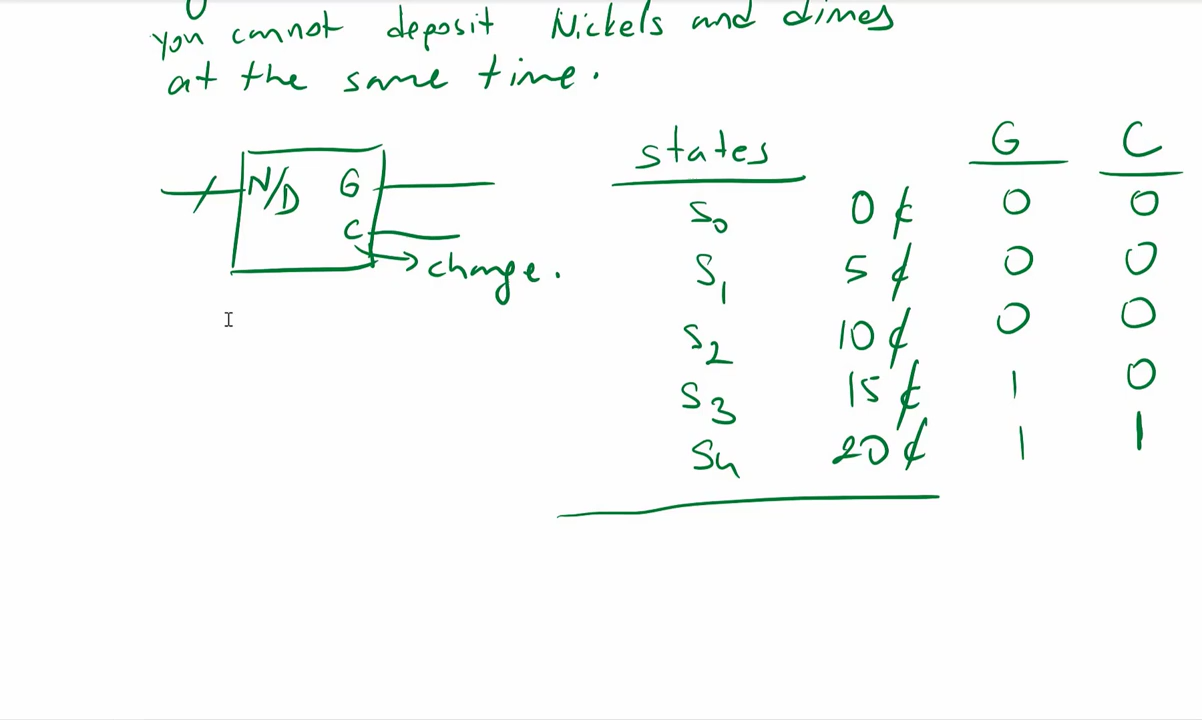 you cannot deposit Nickels and dimes
at the same time.
N/D G
C
change.
states G C
S0 0 ¢ 0 0
S1 5 ¢ 0 0
S2 10 ¢ 0 0
S3 15 ¢ 1 0
S4 20 ¢ 1 1